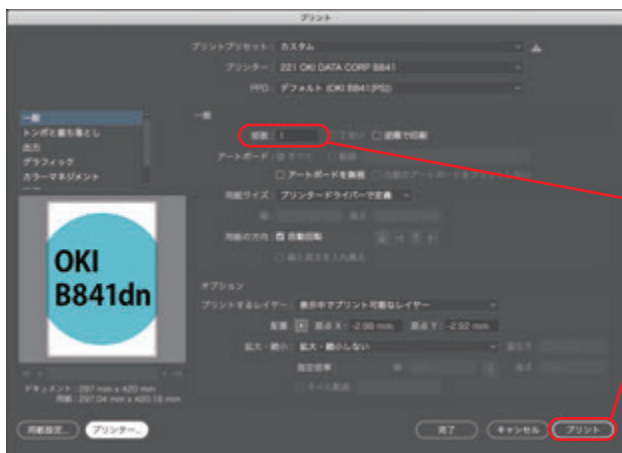 プリント
プリントプリセット: カスタム
プリンター: 221 OKI DATA CORP B841
PPD: デフォルト (OKI B841(PS))
一般
トンボと裁ち落とし
出力
グラフィック
カラーマネジメント
一般
部数: 1
逆順で印刷
アートボード: すべて
アートボードを無視
用紙サイズ: プリンタードライバーで定義
用紙の方向: 自動回転
OKI
B841dn
オプション
プリントするレイヤー: 表示中でプリント可能なレイヤー
配置 原点 X: -2.98 mm 原点 Y: -2.92 mm
拡大・縮小: 拡大・縮小しない
ドキュメント: 297 mm x 420 mm
用紙: 297.04 mm x 420.16 mm
用紙設定... プリンター... 完了 キャンセル プリント